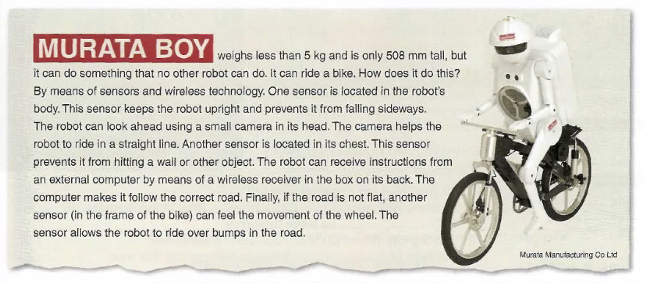 MURATA BOY weighs less than 5 kg and is only 508 mm tall, but
it can do something that no other robot can do. It can ride a bike. How does it do this?
By means of sensors and wireless technology. One sensor is located in the robot's
body. This sensor keeps the robot upright and prevents it from falling sideways.
The robot can look ahead using a small camera in its head. The camera helps the
robot to ride in a straight line. Another sensor is located in its chest. This sensor
prevents it from hitting a wall or other object. The robot can receive instructions from
an external computer by means of a wireless receiver in the box on its back. The
computer makes it follow the correct road. Finally, if the road is not flat, another
sensor (in the frame of the bike) can feel the movement of the wheel. The
sensor allows the robot to ride over bumps in the road.
Murata Manufacturing Co Ltd